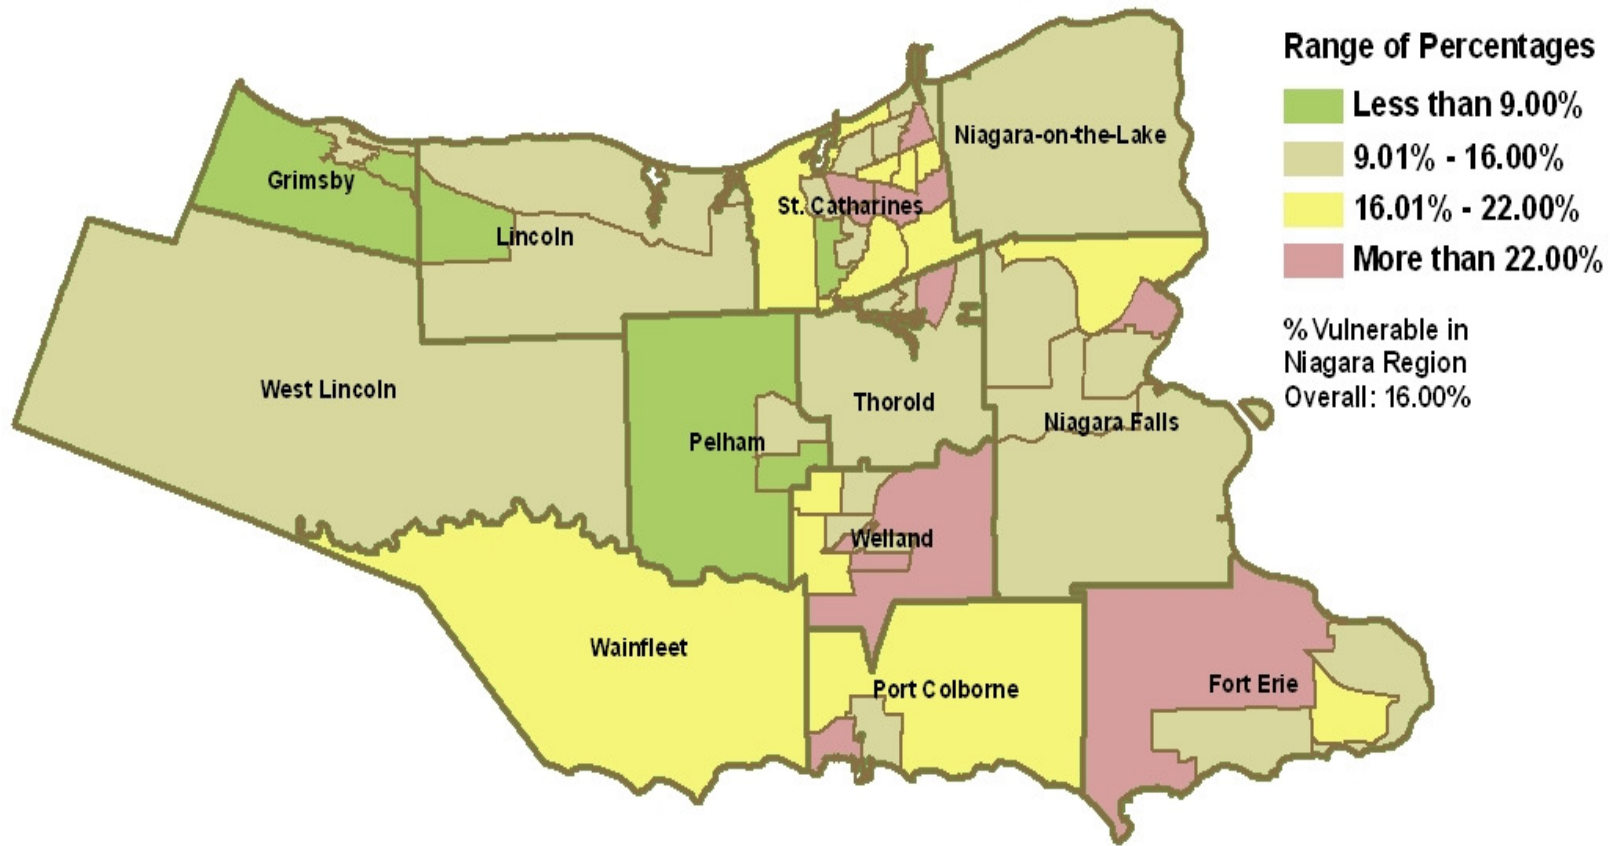 Range of Percentages
Less than 9.00%
9.01% - 16.00%
16.01% - 22.00%
More than 22.00%
% Vulnerable in
Niagara Region
Overall: 16.00%
Niagara-on-the-Lake
Grimsby
St. Catharines
Lincoln
West Lincoln
Thorold
Niagara Falls
Pelham
Welland
Wainfleet
Port Colborne
Fort Erie